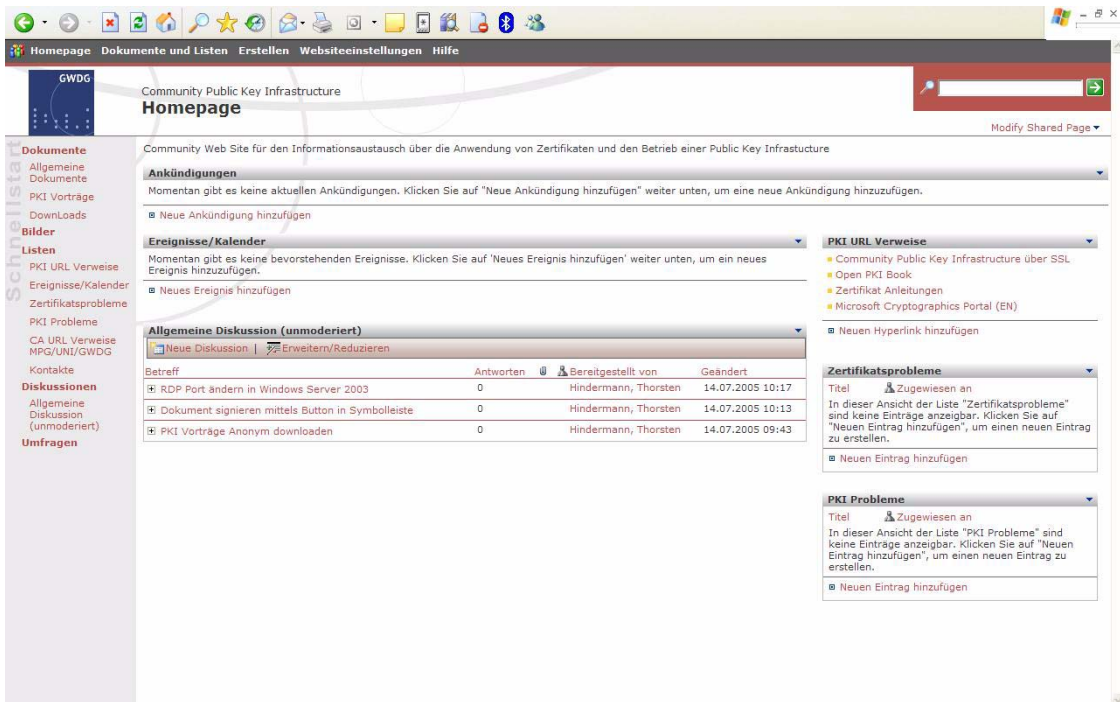 Homepage Dokumente und Listen Erstellen Websiteeinstellungen Hilfe
GWDG
Community Public Key Infrastructure
Homepage
Modify Shared Page
Schnellstart
Dokumente
Allgemeine
Dokumente
PKI Vorträge
DownLoads
Bilder
Listen
PKI URL Verweise
Ereignisse/Kalender
Zertifikatsprobleme
PKI Probleme
CA URL Verweise
MPG/UNI/GWDG
Kontakte
Diskussionen
Allgemeine
Diskussion
(unmoderiert)
Umfragen
Community Web Site für den Informationsaustausch über die Anwendung von Zertifikaten und den Betrieb einer Public Key Infrastucture
Ankündigungen
Momentan gibt es keine aktuellen Ankündigungen. Klicken Sie auf "Neue Ankündigung hinzufügen" weiter unten, um eine neue Ankündigung hinzuzufügen.
Neue Ankündigung hinzufügen
Ereignisse/Kalender
Momentan gibt es keine bevorstehenden Ereignisse. Klicken Sie auf 'Neues Ereignis hinzufügen' weiter unten, um ein neues
Ereignis hinzuzufügen.
Neues Ereignis hinzufügen
Allgemeine Diskussion (unmoderiert)
Neue Diskussion | Erweitern/Reduzieren
Betreff Antworten Bereitgestellt von Geändert
RDP Port ändern in Windows Server 2003 0 Hindermann, Thorsten 14.07.2005 10:17
Dokument signieren mittels Button in Symbolleiste 0 Hindermann, Thorsten 14.07.2005 10:13
PKI Vorträge Anonym downloaden 0 Hindermann, Thorsten 14.07.2005 09:43
PKI URL Verweise
Community Public Key Infrastructure über SSL
Open PKI Book
Zertifikat Anleitungen
Microsoft Cryptographics Portal (EN)
Neuen Hyperlink hinzufügen
Zertifikatsprobleme
Titel Zugewiesen an
In dieser Ansicht der Liste "Zertifikatsprobleme"
sind keine Einträge anzeigbar. Klicken Sie auf
"Neuen Eintrag hinzufügen", um einen neuen Eintrag
zu erstellen.
Neuen Eintrag hinzufügen
PKI Probleme
Titel Zugewiesen an
In dieser Ansicht der Liste "PKI Probleme" sind
keine Einträge anzeigbar. Klicken Sie auf "Neuen
Eintrag hinzufügen", um einen neuen Eintrag zu
erstellen.
Neuen Eintrag hinzufügen